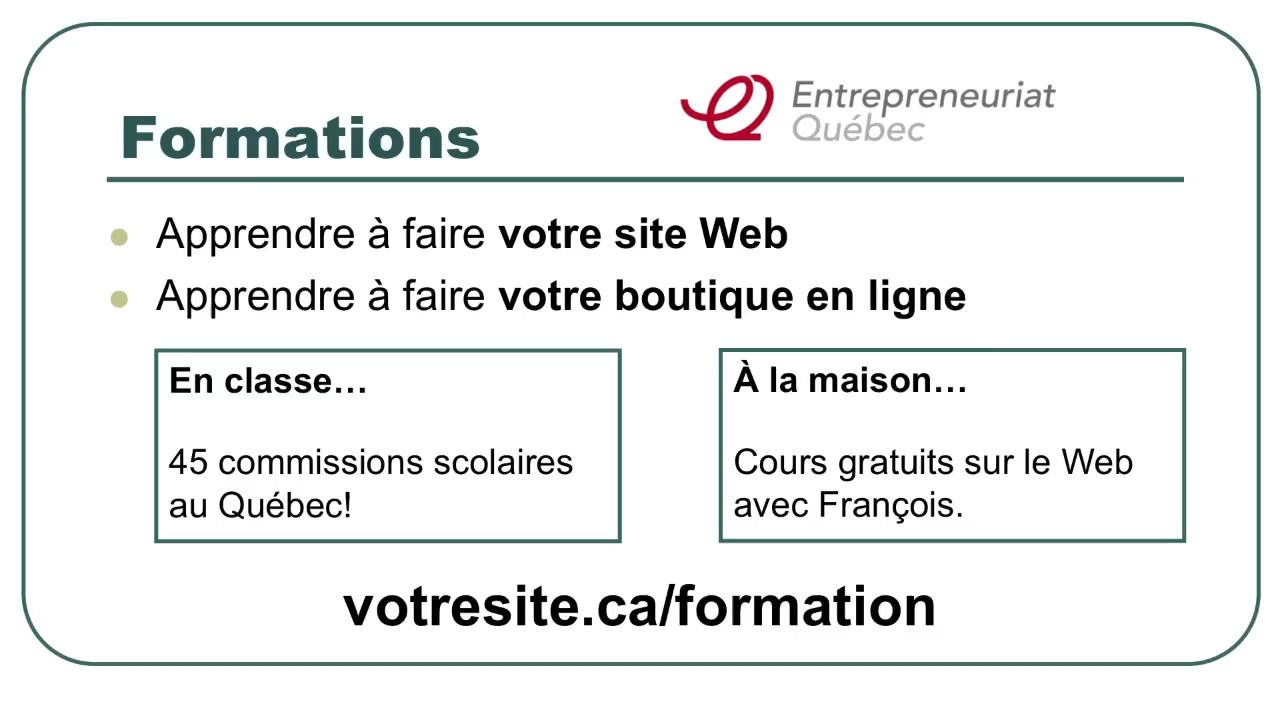 Formations
Entrepreneuriat
Québec
Apprendre à faire votre site Web
Apprendre à faire votre boutique en ligne
En classe…
45 commissions scolaires
au Québec!
À la maison…
Cours gratuits sur le Web
avec François.
votresite.ca/formation